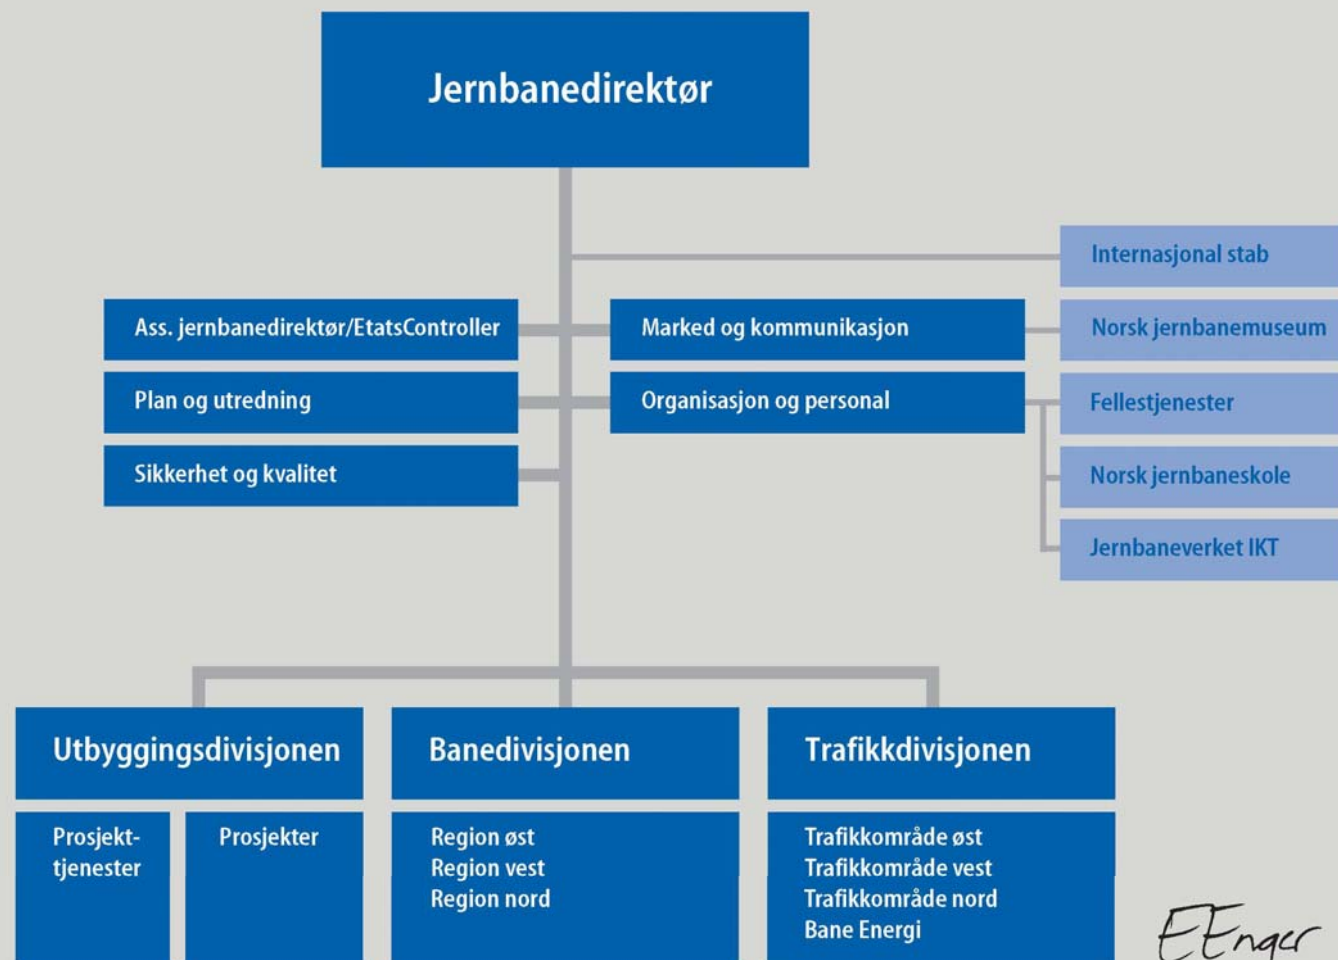 Jernbanedirektør
Internasjonal stab
Ass. jernbanedirektør/EtatsController
Marked og kommunikasjon
Norsk jernbanemuseum
Plan og utredning
Organisasjon og personal
Fellestjenester
Sikkerhet og kvalitet
Norsk jernbaneskole
Jernbaneverket IKT
Utbyggingsdivisjonen
Banedivisjonen
Trafikkdivisjonen
Prosjekt-
tjenester
Prosjekter
Region øst
Region vest
Region nord
Trafikkområde øst
Trafikkområde vest
Trafikkområde nord
Bane Energi
EEnger